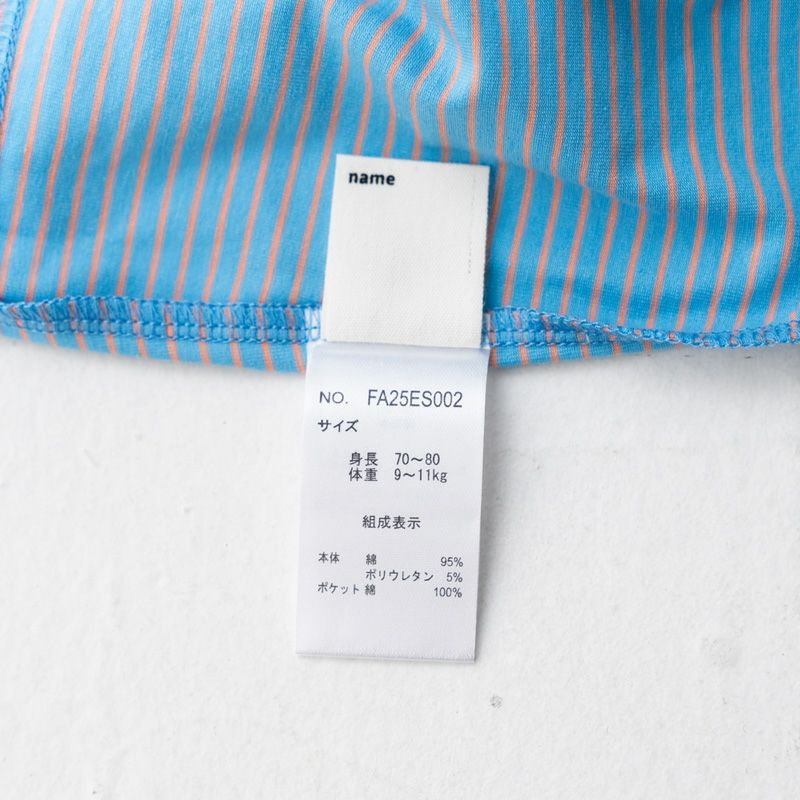 name
NO. FA25ES002
サイズ
身長 70～80
体重 9～11kg
組成表示
本体 綿 95%
ポリウレタン 5%
ポケット 綿 100%